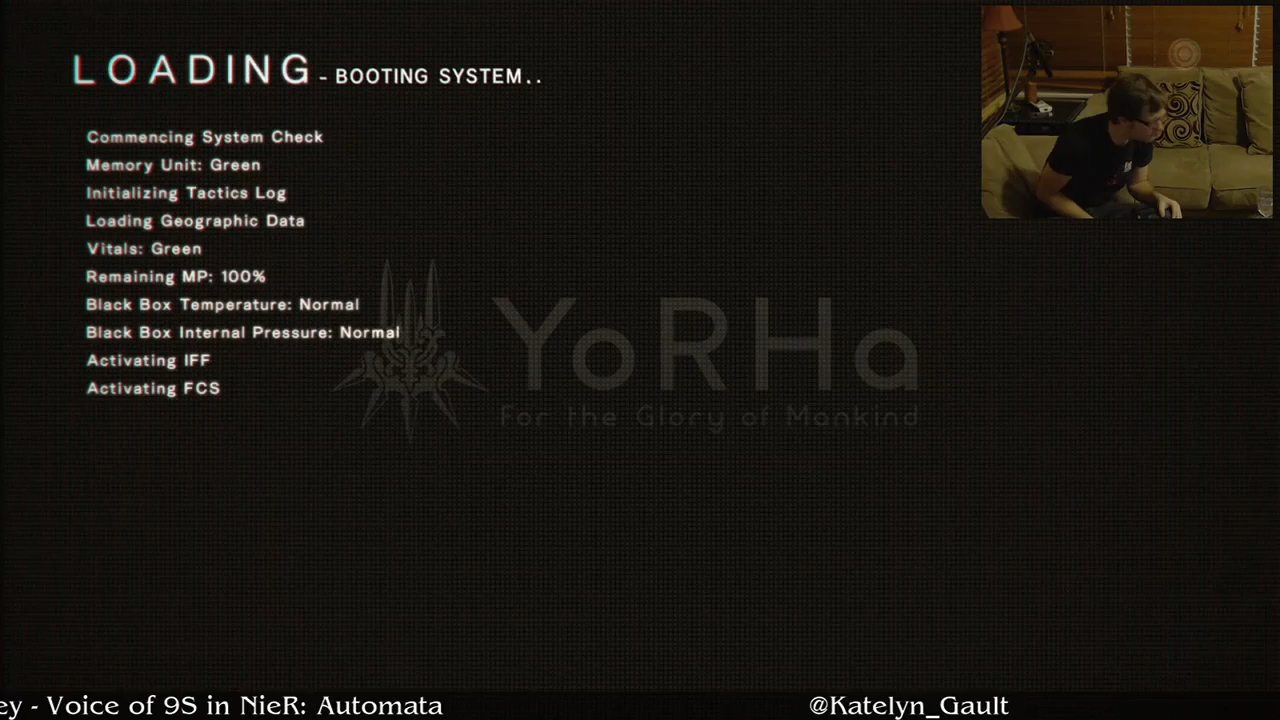 LOADING - BOOTING SYSTEM..
Commencing System Check
Memory Unit: Green
Initializing Tactics Log
Loading Geographic Data
Vitals: Green
Remaining MP: 100%
Black Box Temperature: Normal
Black Box Internal Pressure: Normal
Activating IFF
Activating FCS
YoRHa
For the Glory of Mankind
ey - Voice of 9S in NieR: Automata @Katelyn_Gault